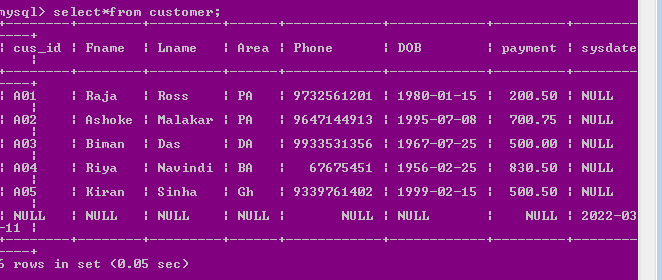 mysql> select*from customer;
| cus_id | Fname | Lname | Area | Phone | DOB | payment | sysdate
|
| A01 | Raja | Ross | PA | 9732561201 | 1980-01-15 | 200.50 | NULL
|
| A02 | Ashoke | Malakar | PA | 9647144913 | 1995-07-08 | 700.75 | NULL
|
| A03 | Biman | Das | DA | 9933531356 | 1967-07-25 | 500.00 | NULL
|
| A04 | Riya | Navindi | BA | 67675451 | 1956-02-25 | 830.50 | NULL
|
| A05 | Kiran | Sinha | Gh | 9339761402 | 1999-02-15 | 500.50 | NULL
|
| NULL | NULL | NULL | NULL | NULL | NULL | NULL | 2022-03
-11 |
6 rows in set (0.05 sec)